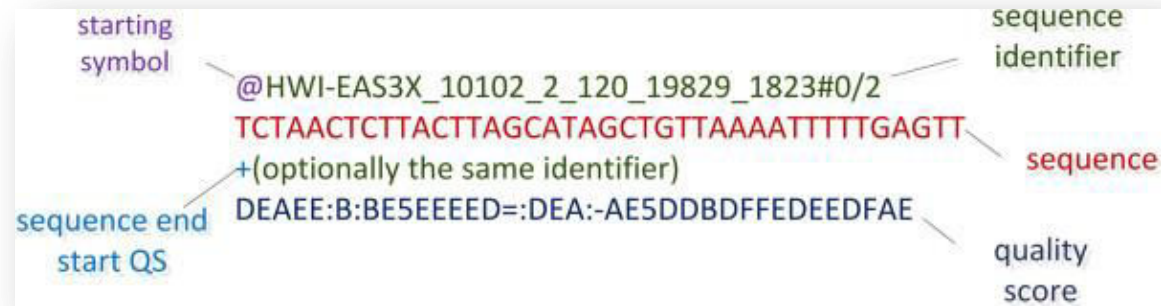 starting
symbol
sequence
identifier
@HWI-EAS3X_10102_2_120_19829_1823#0/2
TCTAACTCTTACTTAGCATAGCTGTTAAAATTTTTGAGTT
sequence
+(optionally the same identifier)
DEAEE:B:BE5EEEED=:DEA:-AE5DDBDFFEDEEDFAE
sequence end
start QS
quality
score